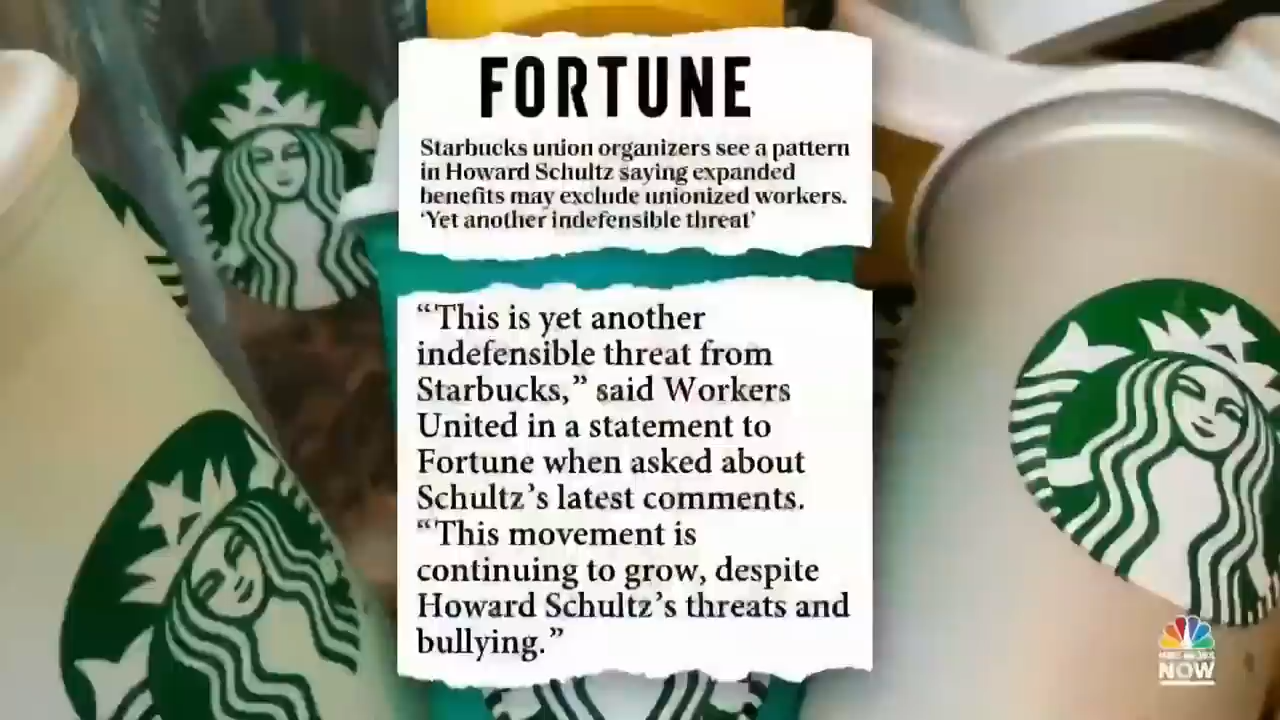 FORTUNE
Starbucks union organizers see a pattern
in Howard Schultz saying expanded
benefits may exclude unionized workers.
‘Yet another indefensible threat’
“This is yet another
indefensible threat from
Starbucks,” said Workers
United in a statement to
Fortune when asked about
Schultz’s latest comments.
“This movement is
continuing to grow, despite
Howard Schultz’s threats and
bullying.”
NOW